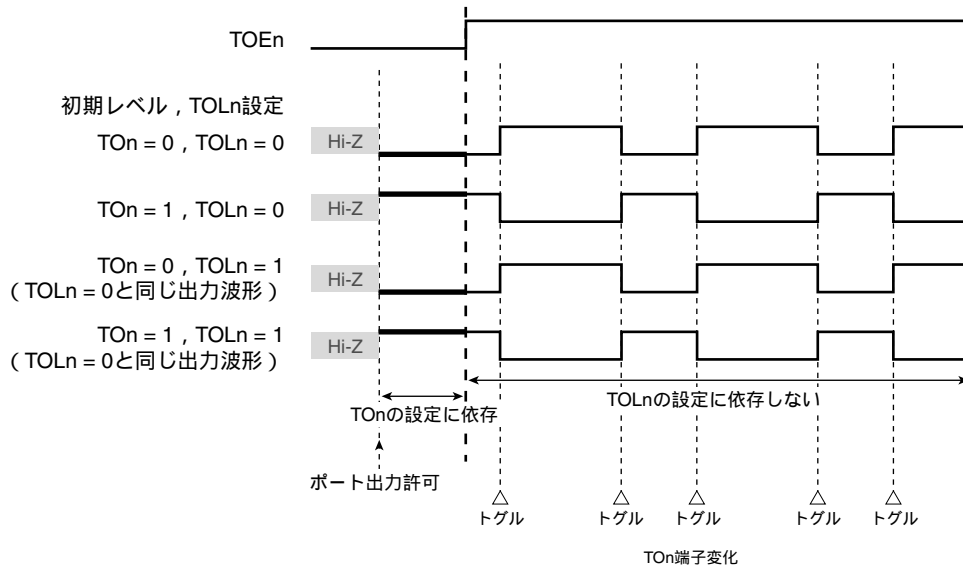 TOEn
初期レベル , TOLn設定
TOn = 0 , TOLn = 0
Hi-Z
TOn = 1 , TOLn = 0
Hi-Z
TOn = 0 , TOLn = 1
( TOLn = 0と同じ出力波形 )
Hi-Z
TOn = 1 , TOLn = 1
( TOLn = 0と同じ出力波形 )
Hi-Z
TOnの設定に依存
TOLnの設定に依存しない
ポート出力許可
△ △ △ △ △
トグル トグル トグル トグル トグル
TOn端子変化